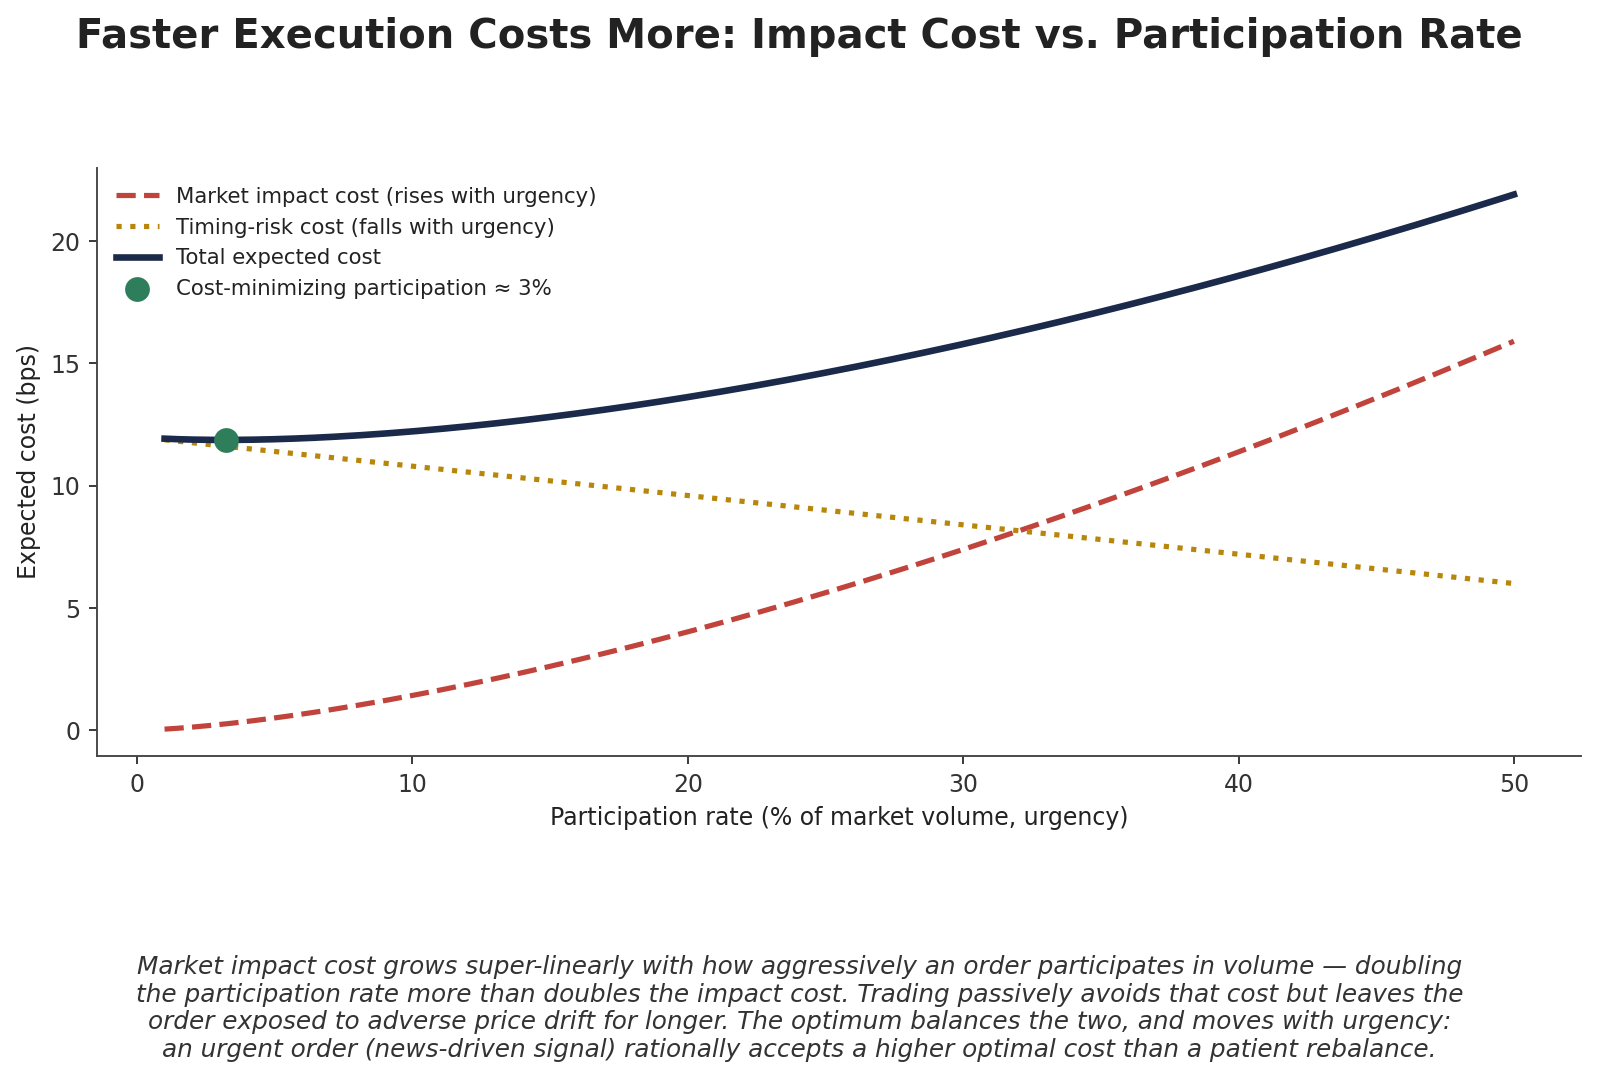 Faster Execution Costs More: Impact Cost vs. Participation Rate
Market impact cost (rises with urgency)
Timing-risk cost (falls with urgency)
Total expected cost
Cost-minimizing participation ≈ 3%
Expected cost (bps)
20
15
10
5
0
0 10 20 30 40 50
Participation rate (% of market volume, urgency)
Market impact cost grows super-linearly with how aggressively an order participates in volume — doubling
the participation rate more than doubles the impact cost. Trading passively avoids that cost but leaves the
order exposed to adverse price drift for longer. The optimum balances the two, and moves with urgency:
an urgent order (news-driven signal) rationally accepts a higher optimal cost than a patient rebalance.